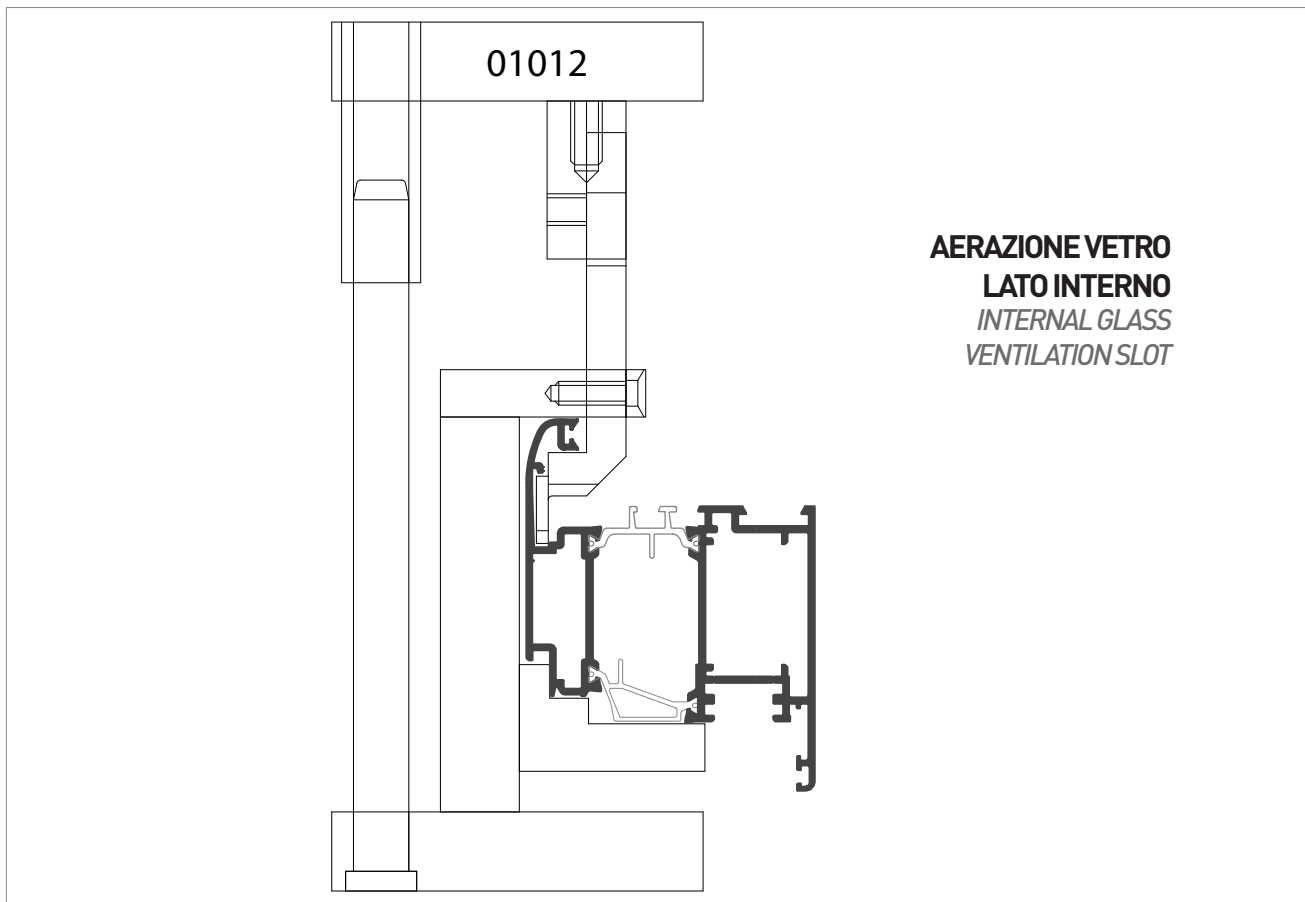 01012
AERAZIONE VETRO
LATO INTERNO
INTERNAL GLASS
VENTILATION SLOT